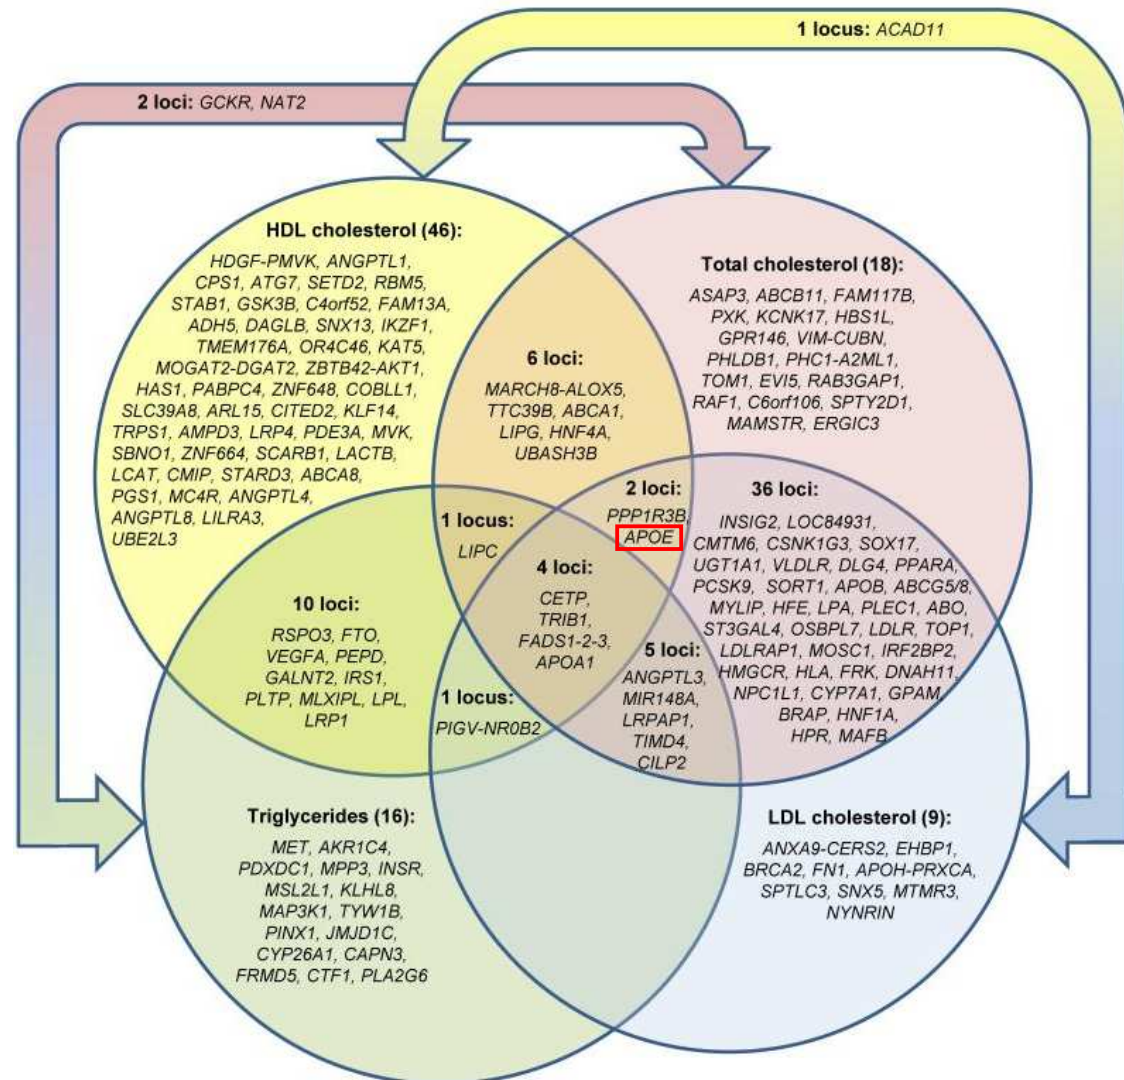 1 locus: ACAD11
2 loci: GCKR, NAT2
HDL cholesterol (46):
HDGF-PMVK, ANGPTL1,
CPS1, ATG7, SETD2, RBM5,
STAB1, GSK3B, C4orf52, FAM13A,
ADH5, DAGLB, SNX13, IKZF1,
TMEM176A, OR4C46, KAT5,
MOGAT2-DGAT2, ZBTB42-AKT1,
HAS1, PABPC4, ZNF648, COBLL1,
SLC39A8, ARL15, CITED2, KLF14,
TRPS1, AMPD3, LRP4, PDE3A, MVK,
SBNO1, ZNF664, SCARB1, LACTB,
LCAT, CMIP, STARD3, ABCA8,
PGS1, MC4R, ANGPTL4,
ANGPTL8, LILRA3,
UBE2L3
Total cholesterol (18):
ASAP3, ABCB11, FAM117B,
PXK, KCNK17, HBS1L,
GPR146, VIM-CUBN,
PHLDB1, PHC1-A2ML1,
TOM1, EVI5, RAB3GAP1,
RAF1, C6orf106, SPTY2D1,
MAMSTR, ERGIC3
6 loci:
MARCH8-ALOX5,
TTC39B, ABCA1,
LIPG, HNF4A,
UBASH3B
2 loci:
PPP1R3B,
APOE
36 loci:
INSIG2, LOC84931,
CMTM6, CSNK1G3, SOX17,
UGT1A1, VLDLR, DLG4, PPARA,
PCSK9, SORT1, APOB, ABCG5/8,
MYLIP, HFE, LPA, PLEC1, ABO,
ST3GAL4, OSBPL7, LDLR, TOP1,
LDLRAP1, MOSC1, IRF2BP2,
HMGCR, HLA, FRK, DNAH11,
NPC1L1, CYP7A1, GPAM,
BRAP, HNF1A,
HPR, MAFB
1 locus:
LIPC
4 loci:
CETP,
TRIB1,
FADS1-2-3,
APOA1
10 loci:
RSPO3, FTO,
VEGFA, PEPD,
GALNT2, IRS1,
PLTP, MLXIPL, LPL,
LRP1
5 loci:
ANGPTL3,
MIR148A,
LRPAP1,
TIMD4,
CILP2
1 locus:
PIGV-NR0B2
Triglycerides (16):
MET, AKR1C4,
PDXDC1, MPP3, INSR,
MSL2L1, KLHL8,
MAP3K1, TYW1B,
PINX1, JMJD1C,
CYP26A1, CAPN3,
FRMD5, CTF1, PLA2G6
LDL cholesterol (9):
ANXA9-CERS2, EHBP1,
BRCA2, FN1, APOH-PRXCA,
SPTLC3, SNX5, MTMR3,
NYNRIN